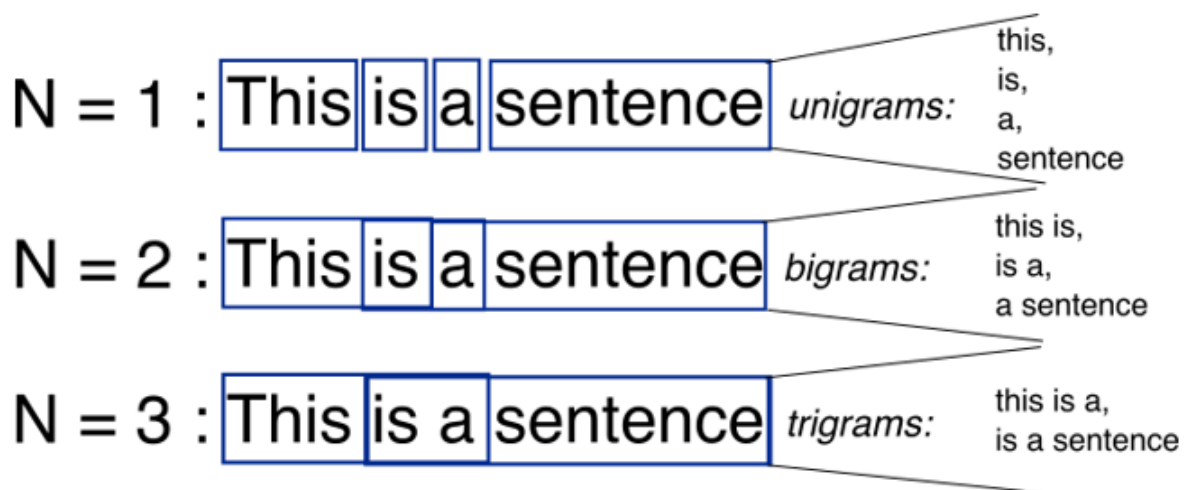 N = 1 : This is a sentence unigrams:
this,
is,
a,
sentence
N = 2 : This is a sentence bigrams:
this is,
is a,
a sentence
N = 3 : This is a sentence trigrams:
this is a,
is a sentence